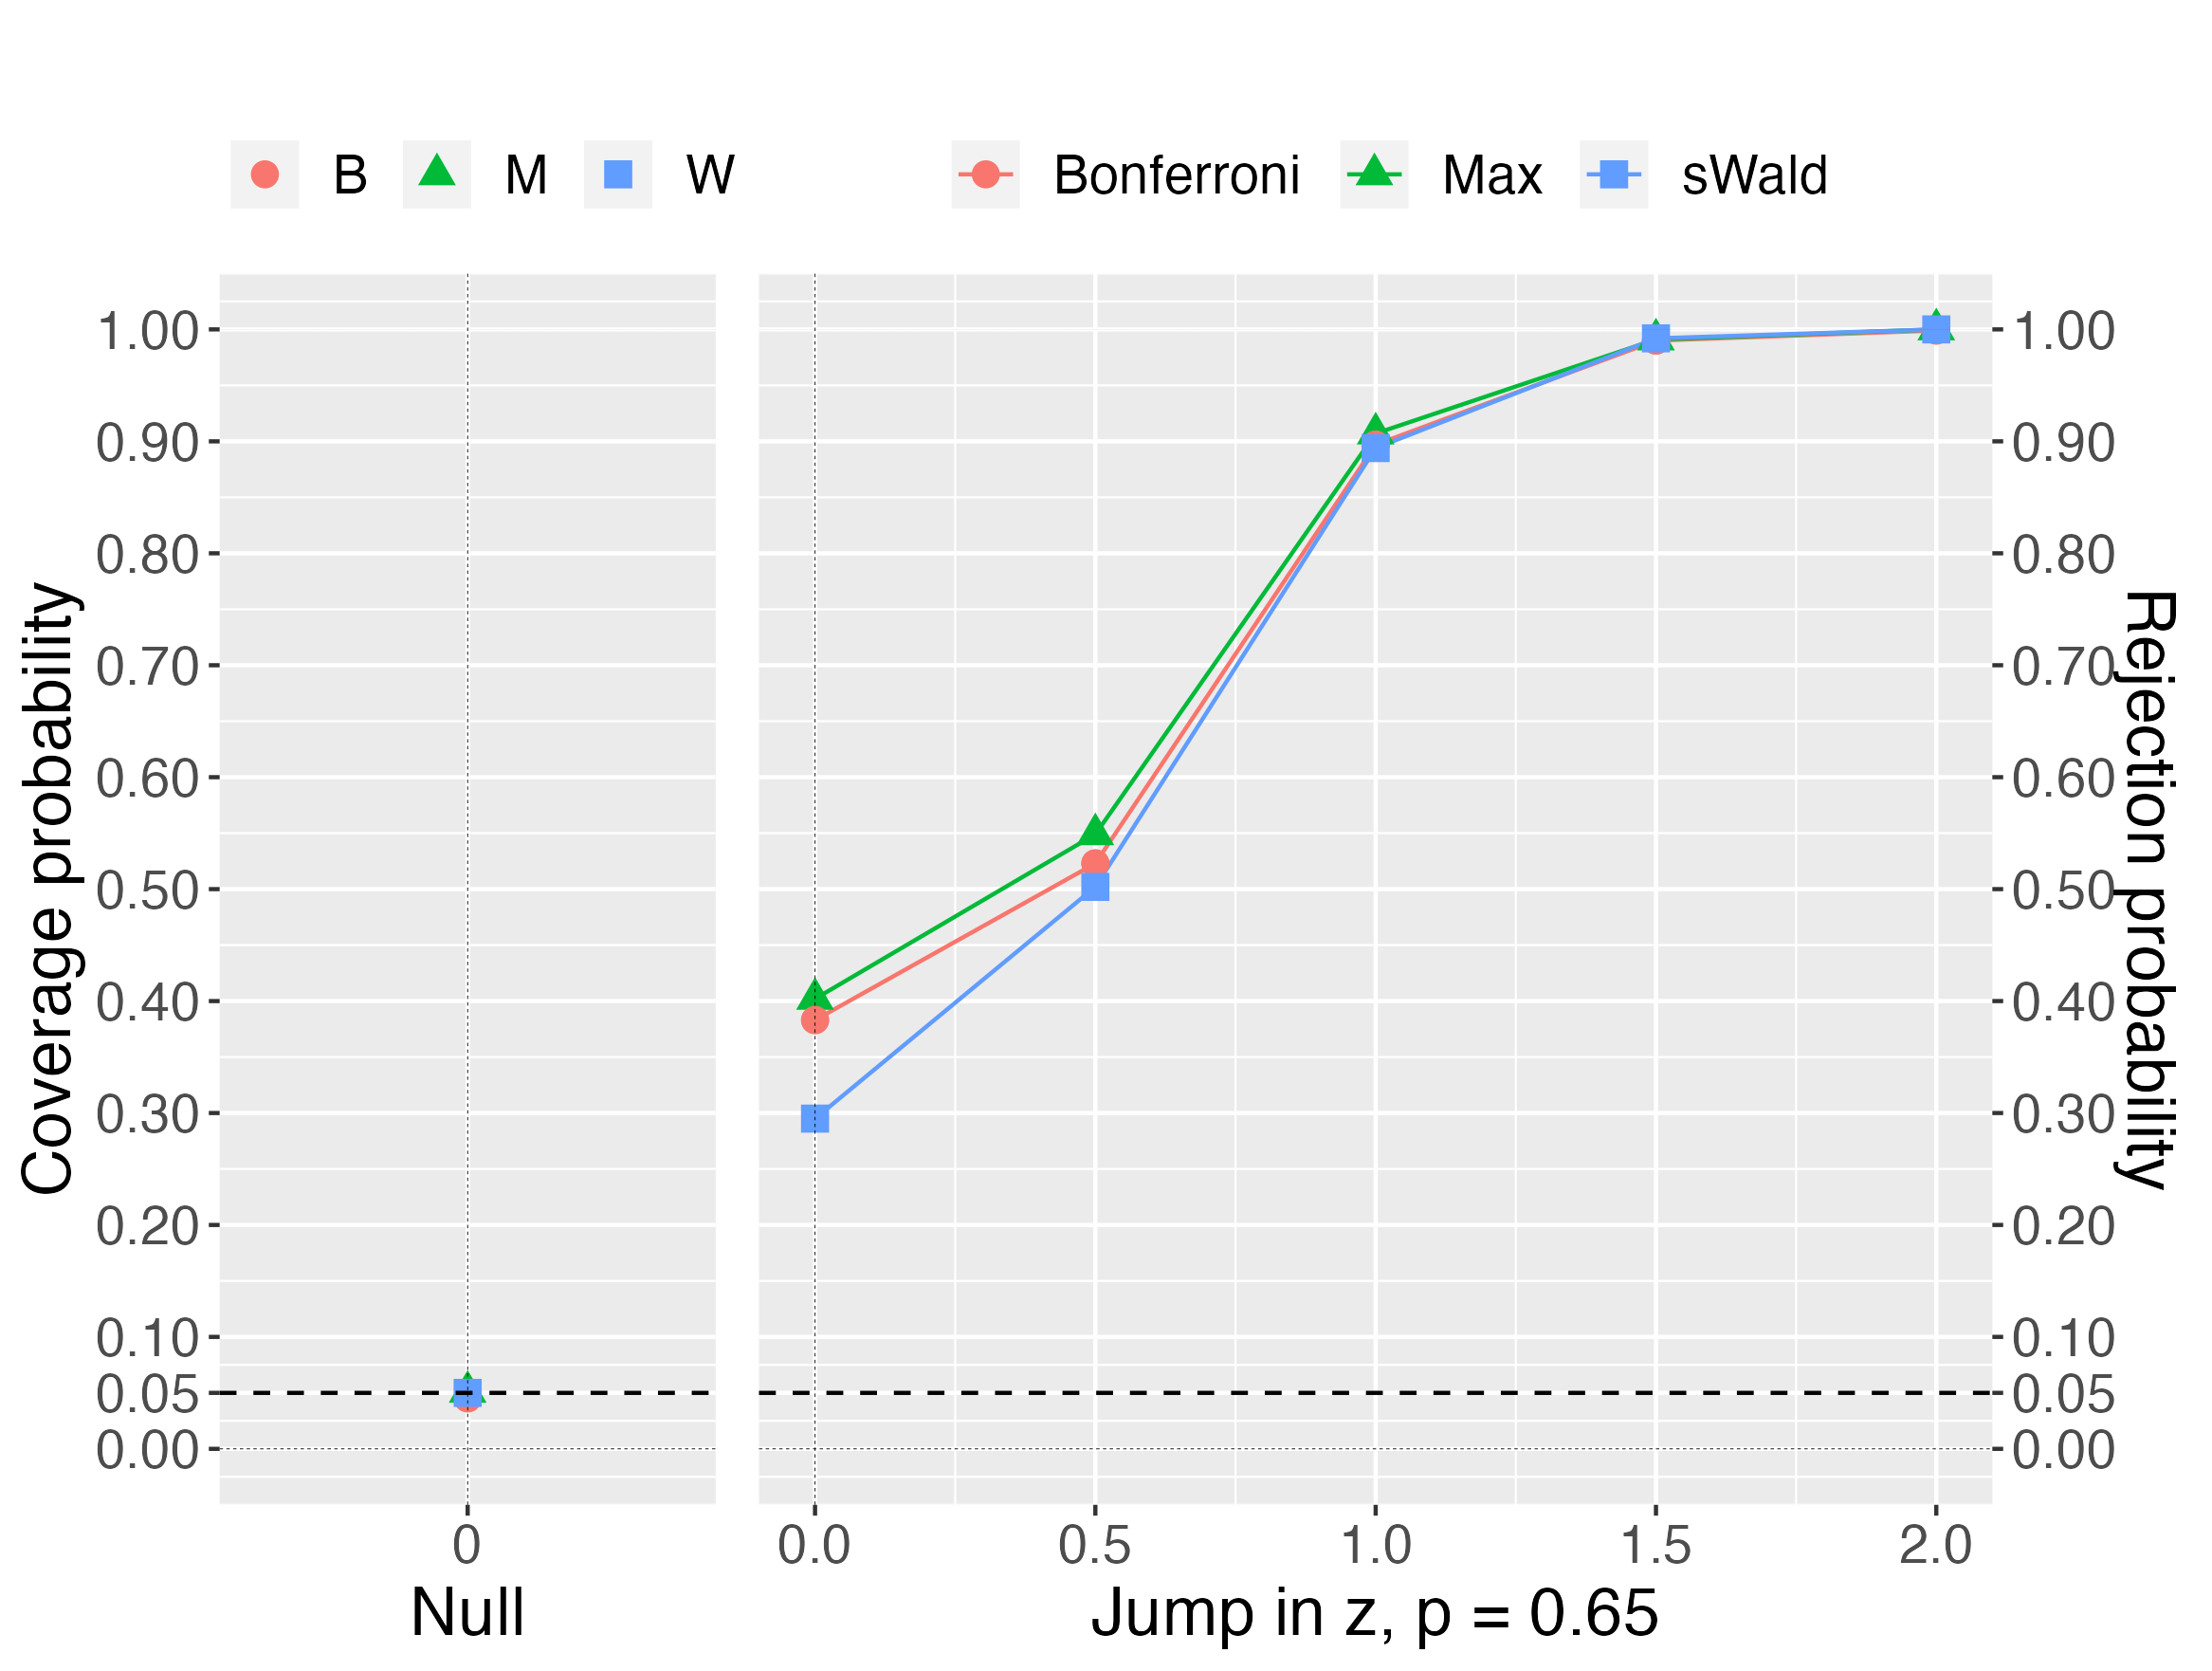 B M W Bonferroni Max sWald
1.00 1.00
0.90 0.90
0.80 0.80
0.70 0.70
0.60 0.60
0.50 0.50
0.40 0.40
0.30 0.30
0.20 0.20
0.10 0.10
0.05 0.05
0.00 0.00
Coverage probability
Rejection probability
0 0.0 0.5 1.0 1.5 2.0
Null Jump in z, p = 0.65